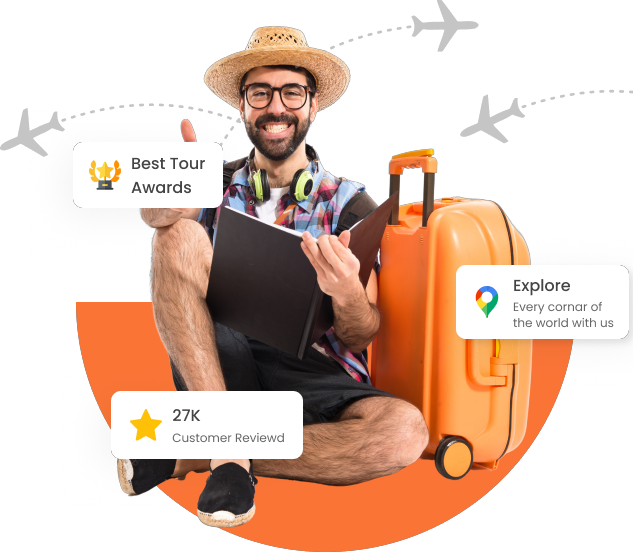 Best Tour
Awards
Explore
Every cornar of
the world with us
27K
Customer Reviewd